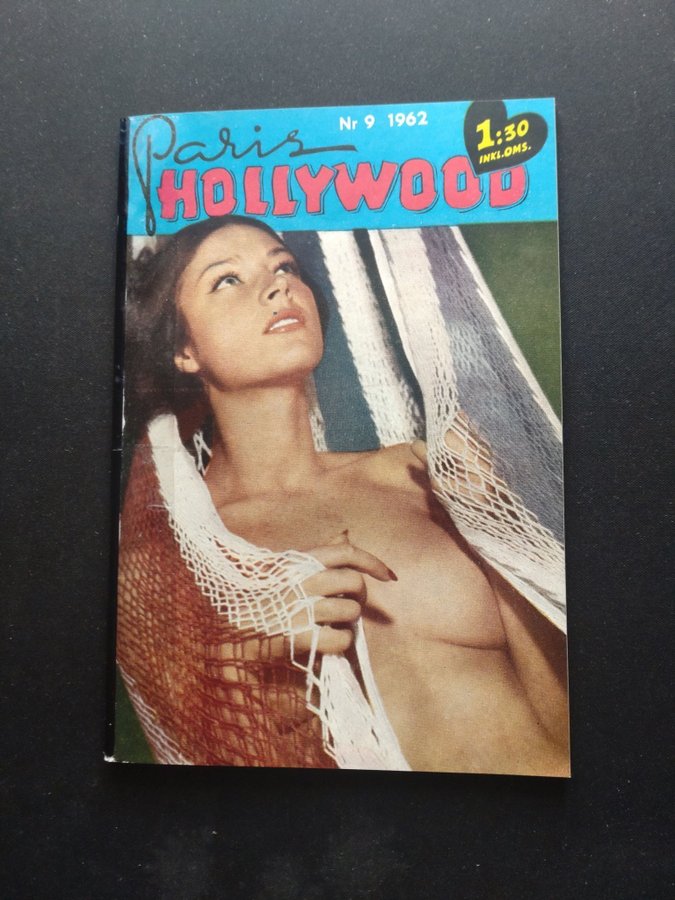 Nr 9 1962
Paris
HOLLYWOOD
1:30
INKL.OMS.